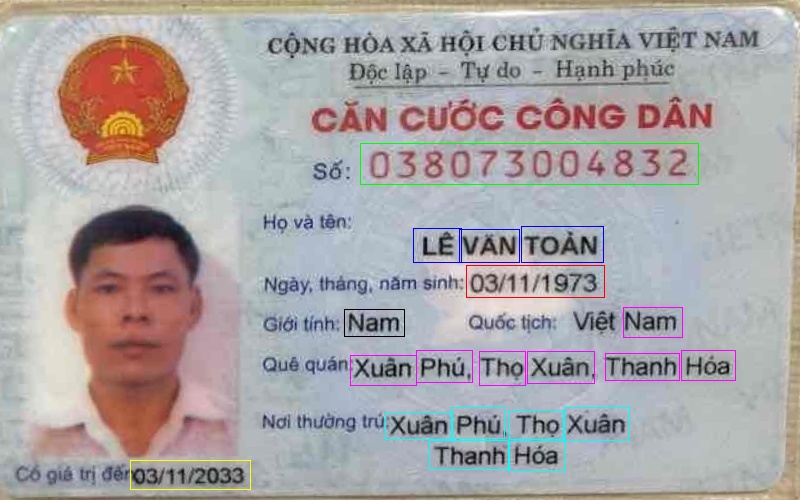 CỘNG HÒA XÃ HỘI CHỦ NGHĨA VIỆT NAM
Độc lập - Tự do - Hạnh phúc
CĂN CƯỚC CÔNG DÂN
Số: 038073004832
Họ và tên:
LÊ VĂN TOẢN
Ngày, tháng, năm sinh: 03/11/1973
Giới tính: Nam Quốc tịch: Việt Nam
Quê quán: Xuân Phú, Thọ Xuân, Thanh Hóa
Nơi thường trú: Xuân Phú, Thọ Xuân
Thanh Hóa
Có giá trị đến 03/11/2033